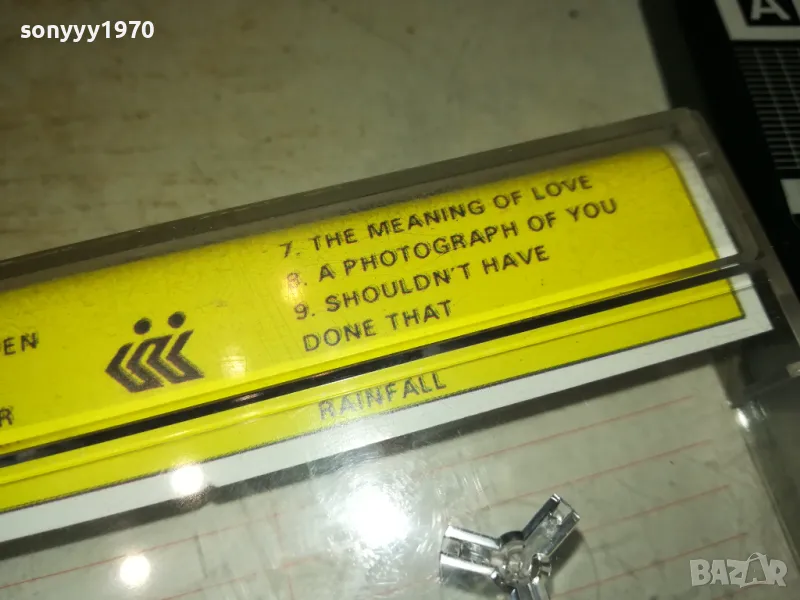 sonyyy1970
A
7. THE MEANING OF LOVE
8. A PHOTOGRAPH OF YOU
9. SHOULDN'T HAVE
DONE THAT
EN
R
RAINFALL
BAZAR